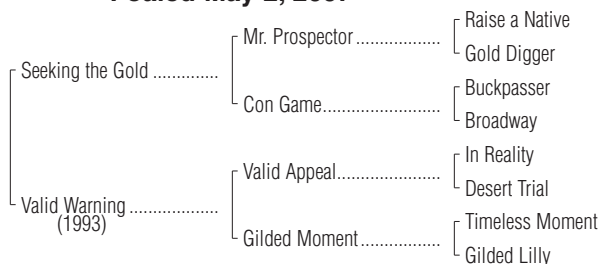 Foaled May 2,
Raise a Native
Mr. Prospector ..................
Gold Digger
Seeking the Gold ..............
Buckpasser
Con Game.......................
Broadway
In Reality
Valid Appeal......................
Desert Trial
Valid Warning ...................
(1993)
Timeless Moment
Gilded Moment.................
Gilded Lilly